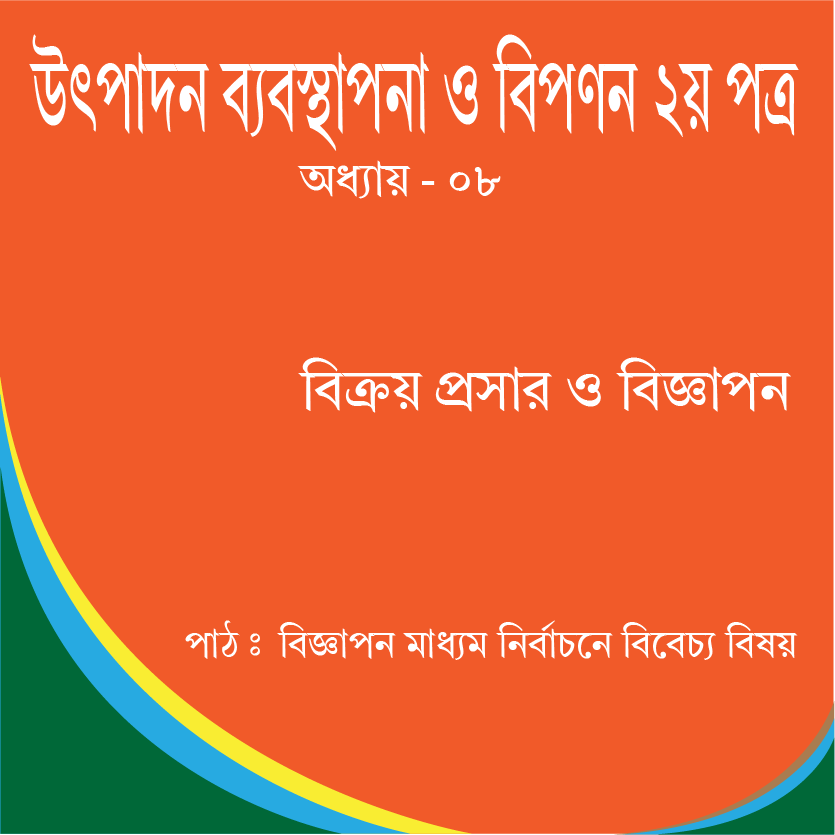 উৎপাদন ব্যবস্থাপনা ও বিপণন ২য় পত্র
অধ্যায় - ০৮
বিক্রয় প্রসার ও বিজ্ঞাপন
পাঠ ঃ বিজ্ঞাপন মাধ্যম নির্বাচনে বিবেচ্য বিষয়